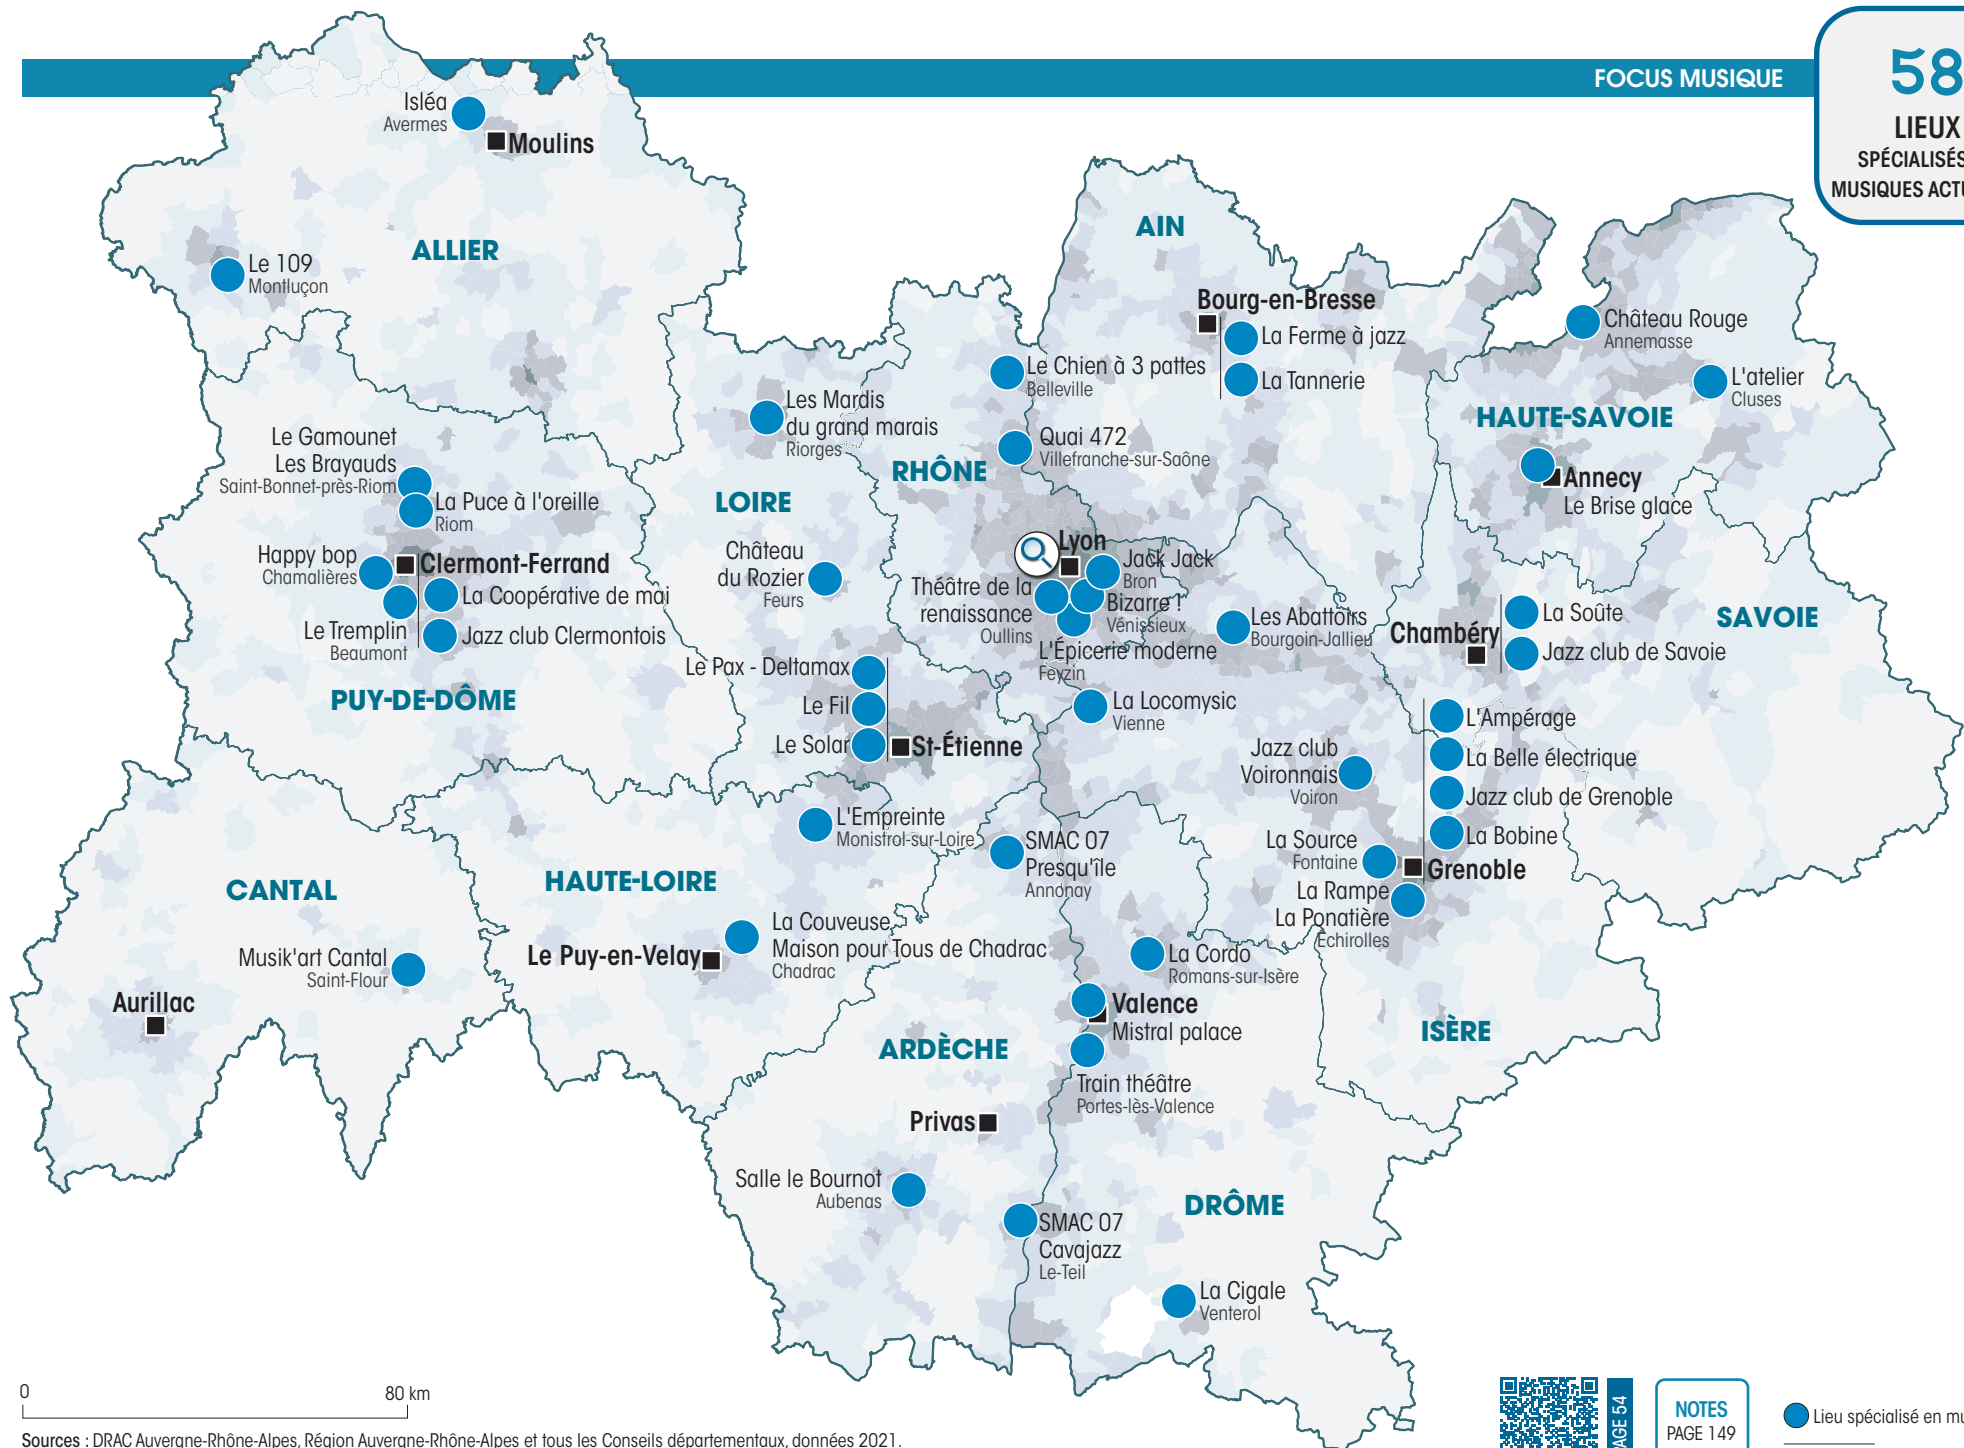 FOCUS MUSIQUE
58
LIEUX
SPÉCIALISÉS
MUSIQUES
Isléa
Avermes
Moulins
ALLIER
Le 109
Montluçon
AIN
Bourg-en-Bresse
La Ferme à jazz
La Tannerie
Château Rouge
Annemasse
L'atelier
Cluses
HAUTE-SAVOIE
Annecy
Le Brise glace
Le Chien à 3 pattes
Belleville
Quai 472
Villefranche-sur-Saône
RHÔNE
Les Mardis
du grand marais
Riorges
LOIRE
Château
du Rozier
Feurs
Le Gamounet
Les Brayauds
Saint-Bonnet-près-Riom
La Puce à l'oreille
Riom
Happy bop
Chamalières
Clermont-Ferrand
La Coopérative de mai
Le Tremplin
Beaumont
Jazz club Clermontois
PUY-DE-DÔME
Lyon
Jack Jack
Bron
Théâtre de la
renaissance
Oullins
Bizarre !
Vénissieux
L'Épicerie moderne
Feyzin
Les Abattoirs
Bourgoin-Jallieu
La Locomysic
Vienne
Chambéry
La Soûte
Jazz club de Savoie
SAVOIE
Le Pax - Deltamax
Le Fil
Le Solar
St-Étienne
L'Ampérage
La Belle électrique
Jazz club de Grenoble
La Bobine
Jazz club
Voironnais
Voiron
La Source
Fontaine
Grenoble
La Rampe
La Ponatière
Echirolles
ISÈRE
L'Empreinte
Monistrol-sur-Loire
SMAC 07
Presqu'île
Annonay
CANTAL
HAUTE-LOIRE
La Couveuse
Maison pour Tous de Chadrac
Chadrac
Le Puy-en-Velay
Musik'art Cantal
Saint-Flour
Aurillac
La Cordo
Romans-sur-Isère
Valence
Mistral palace
Train théâtre
Portes-lès-Valence
ARDÈCHE
Privas
Salle le Bournot
Aubenas
SMAC 07
Cavajazz
Le-Teil
DRÔME
La Cigale
Venterol
0
80 km
Sources : DRAC Auvergne-Rhône-Alpes, Région Auvergne-Rhône-Alpes et tous les Conseils départementaux, données 2021.
54
NOTES
PAGE 149
Lieu spécialisé en